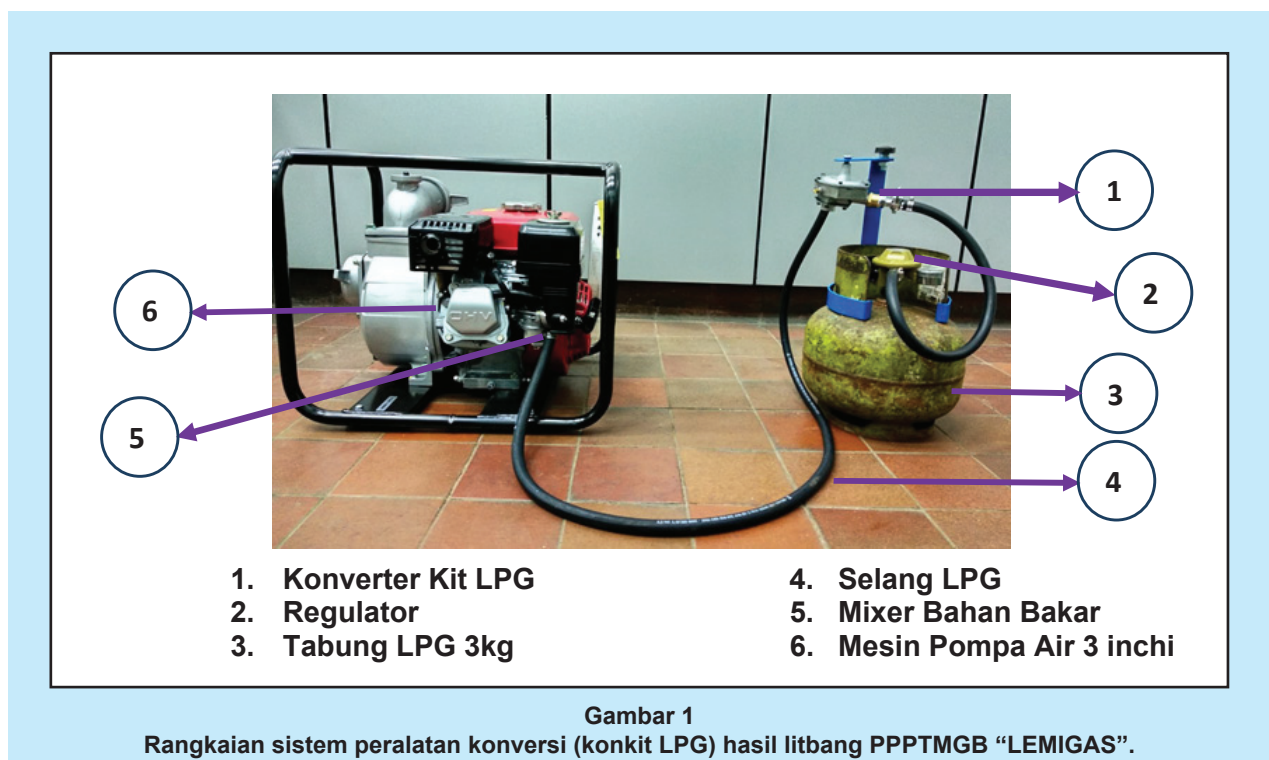 1
2
3
4
5
6
OHV
1. Konverter Kit LPG
2. Regulator
3. Tabung LPG 3kg
4. Selang LPG
5. Mixer Bahan Bakar
6. Mesin Pompa Air 3 inchi
Gambar 1
Rangkaian sistem peralatan konversi (konkit LPG) hasil litbang PPPTMGB “LEMIGAS”.